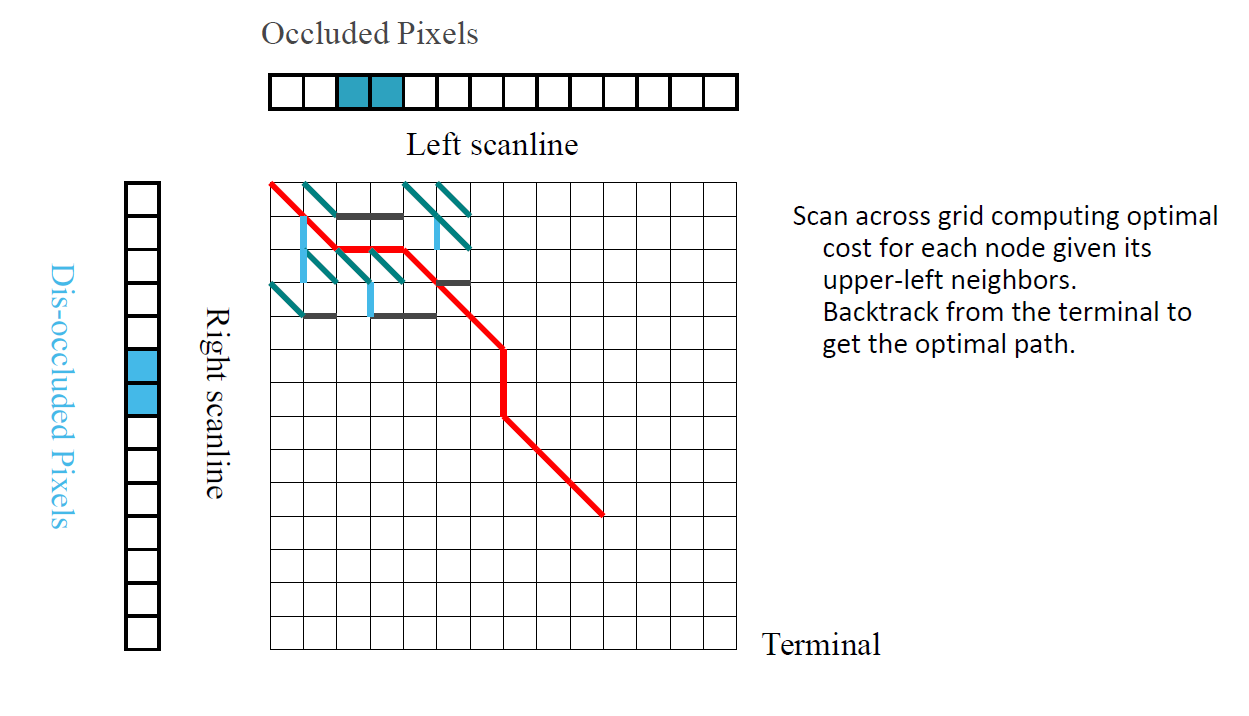 Occluded Pixels
Left scanline
Dis-occluded Pixels
Right scanline
Scan across grid computing optimal
cost for each node given its
upper-left neighbors.
Backtrack from the terminal to
get the optimal path.
Terminal